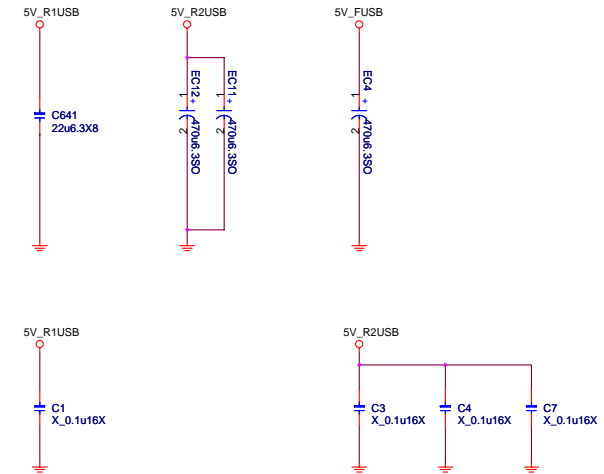 5V_R1USB
5V_R2USB
5V_FUSB
C641
22u6.3X8
EC12
1
+
2
470u6.3SO
EC11
1
+
2
470u6.3SO
EC4
1
+
2
470u6.3SO
5V_R1USB
5V_R2USB
C1
X_0.1u16X
C3
X_0.1u16X
C4
X_0.1u16X
C7
X_0.1u16X